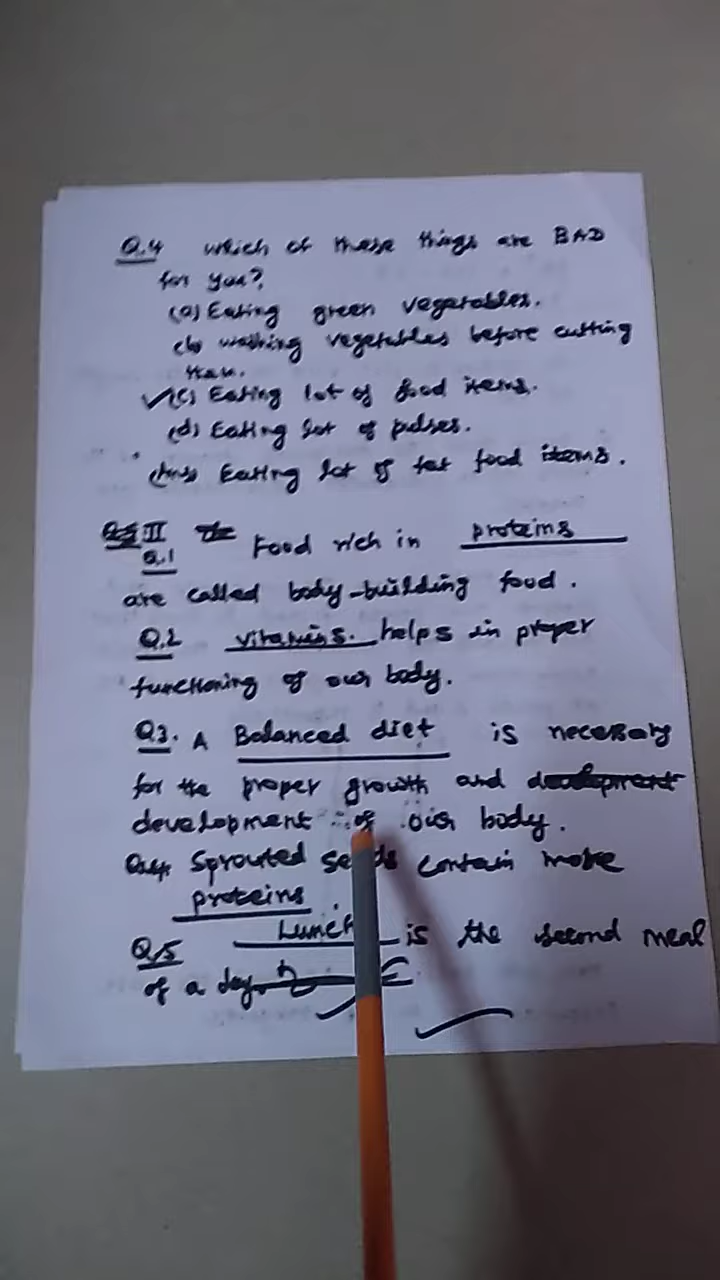 Q.4 which of these things are BAD
for you?
(a) Eating green vegetables.
(b) washing vegetables before cutting
them.
(c) Eating lot of food items.
(d) Eating lot of pulses.
(Ans) Eating lot of fat food items.
II Food rich in proteins
Q.1
are called body-building food.
Q.2 vitamins. helps in proper
functioning of our body.
Q3. A Balanced diet is necessary
for the proper growth and development
development of our body.
Q4. Sprouted seeds contain more
proteins
Q.5 Lunch is the second meal
of a day.